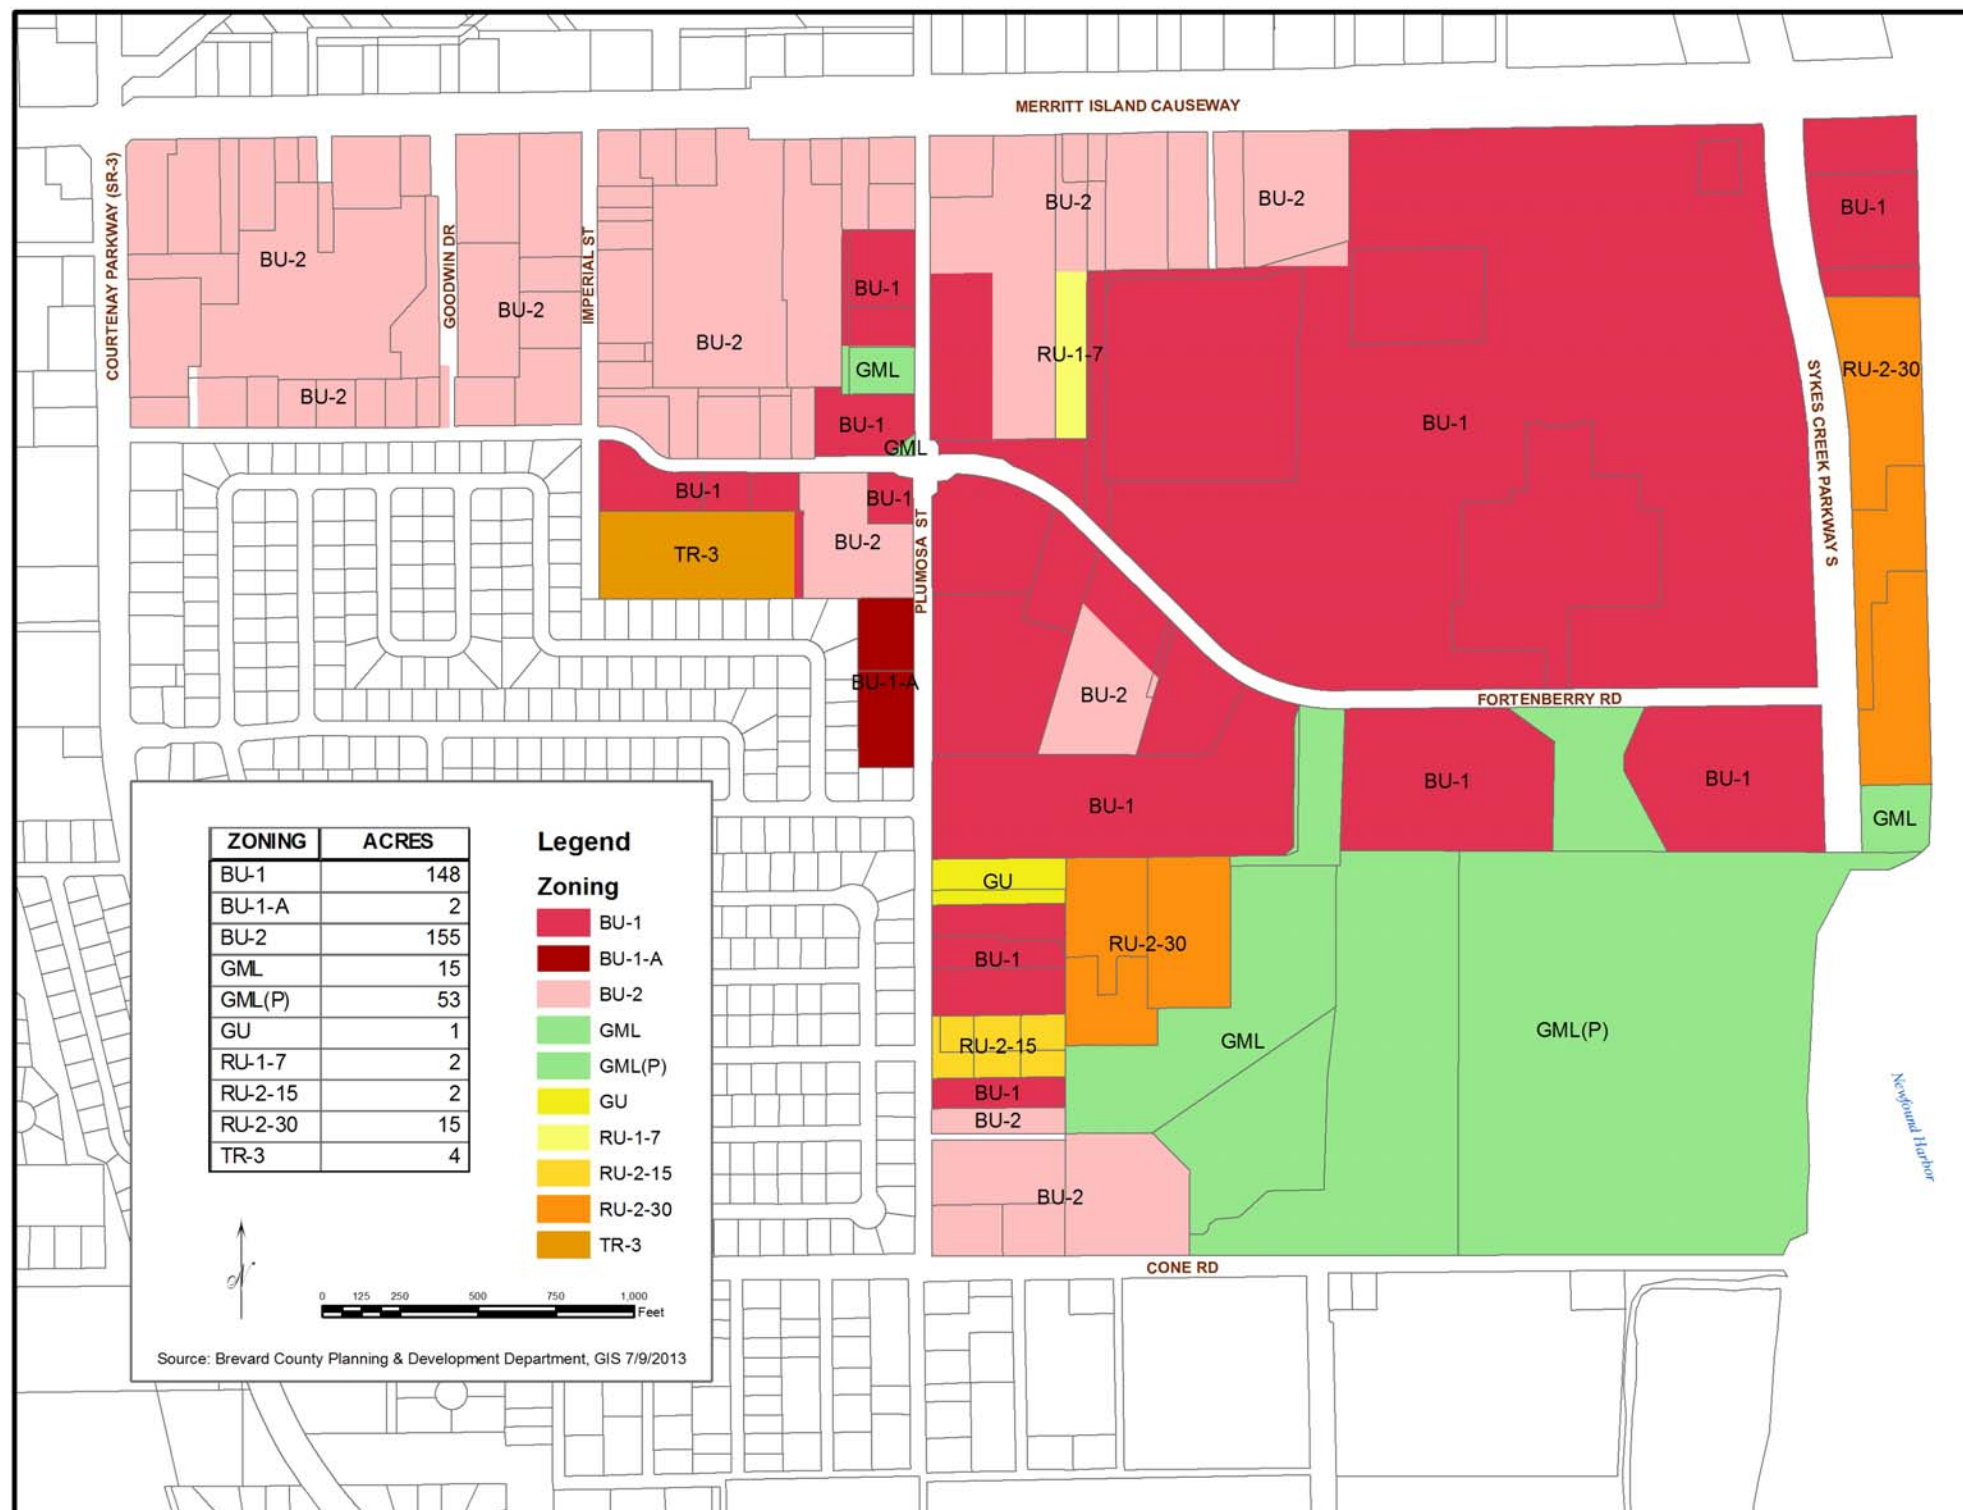 MERRITT ISLAND CAUSEWAY
COURTENAY PARKWAY (SR-3)
GOODWIN DR
IMPERIAL ST
PLUMOSA ST
SYKES CREEK PARKWAY S
FORTENBERRY RD
CONE RD
Newfound Harbor
BU-2
BU-2
BU-2
BU-2
BU-1
GML
BU-1
GML
BU-2
BU-2
RU-1-7
BU-1
BU-1
RU-2-30
BU-1
BU-1
TR-3
BU-2
BU-1-A
BU-2
BU-1
BU-1
BU-1
GML
GU
BU-1
RU-2-30
RU-2-15
GML
GML(P)
BU-1
BU-2
BU-2
ZONING ACRES
BU-1 148
BU-1-A 2
BU-2 155
GML 15
GML(P) 53
GU 1
RU-1-7 2
RU-2-15 2
RU-2-30 15
TR-3 4
Legend
Zoning
BU-1
BU-1-A
BU-2
GML
GML(P)
GU
RU-1-7
RU-2-15
RU-2-30
TR-3
N
0 125 250 500 750 1,000
Feet
Source: Brevard County Planning & Development Department, GIS 7/9/2013